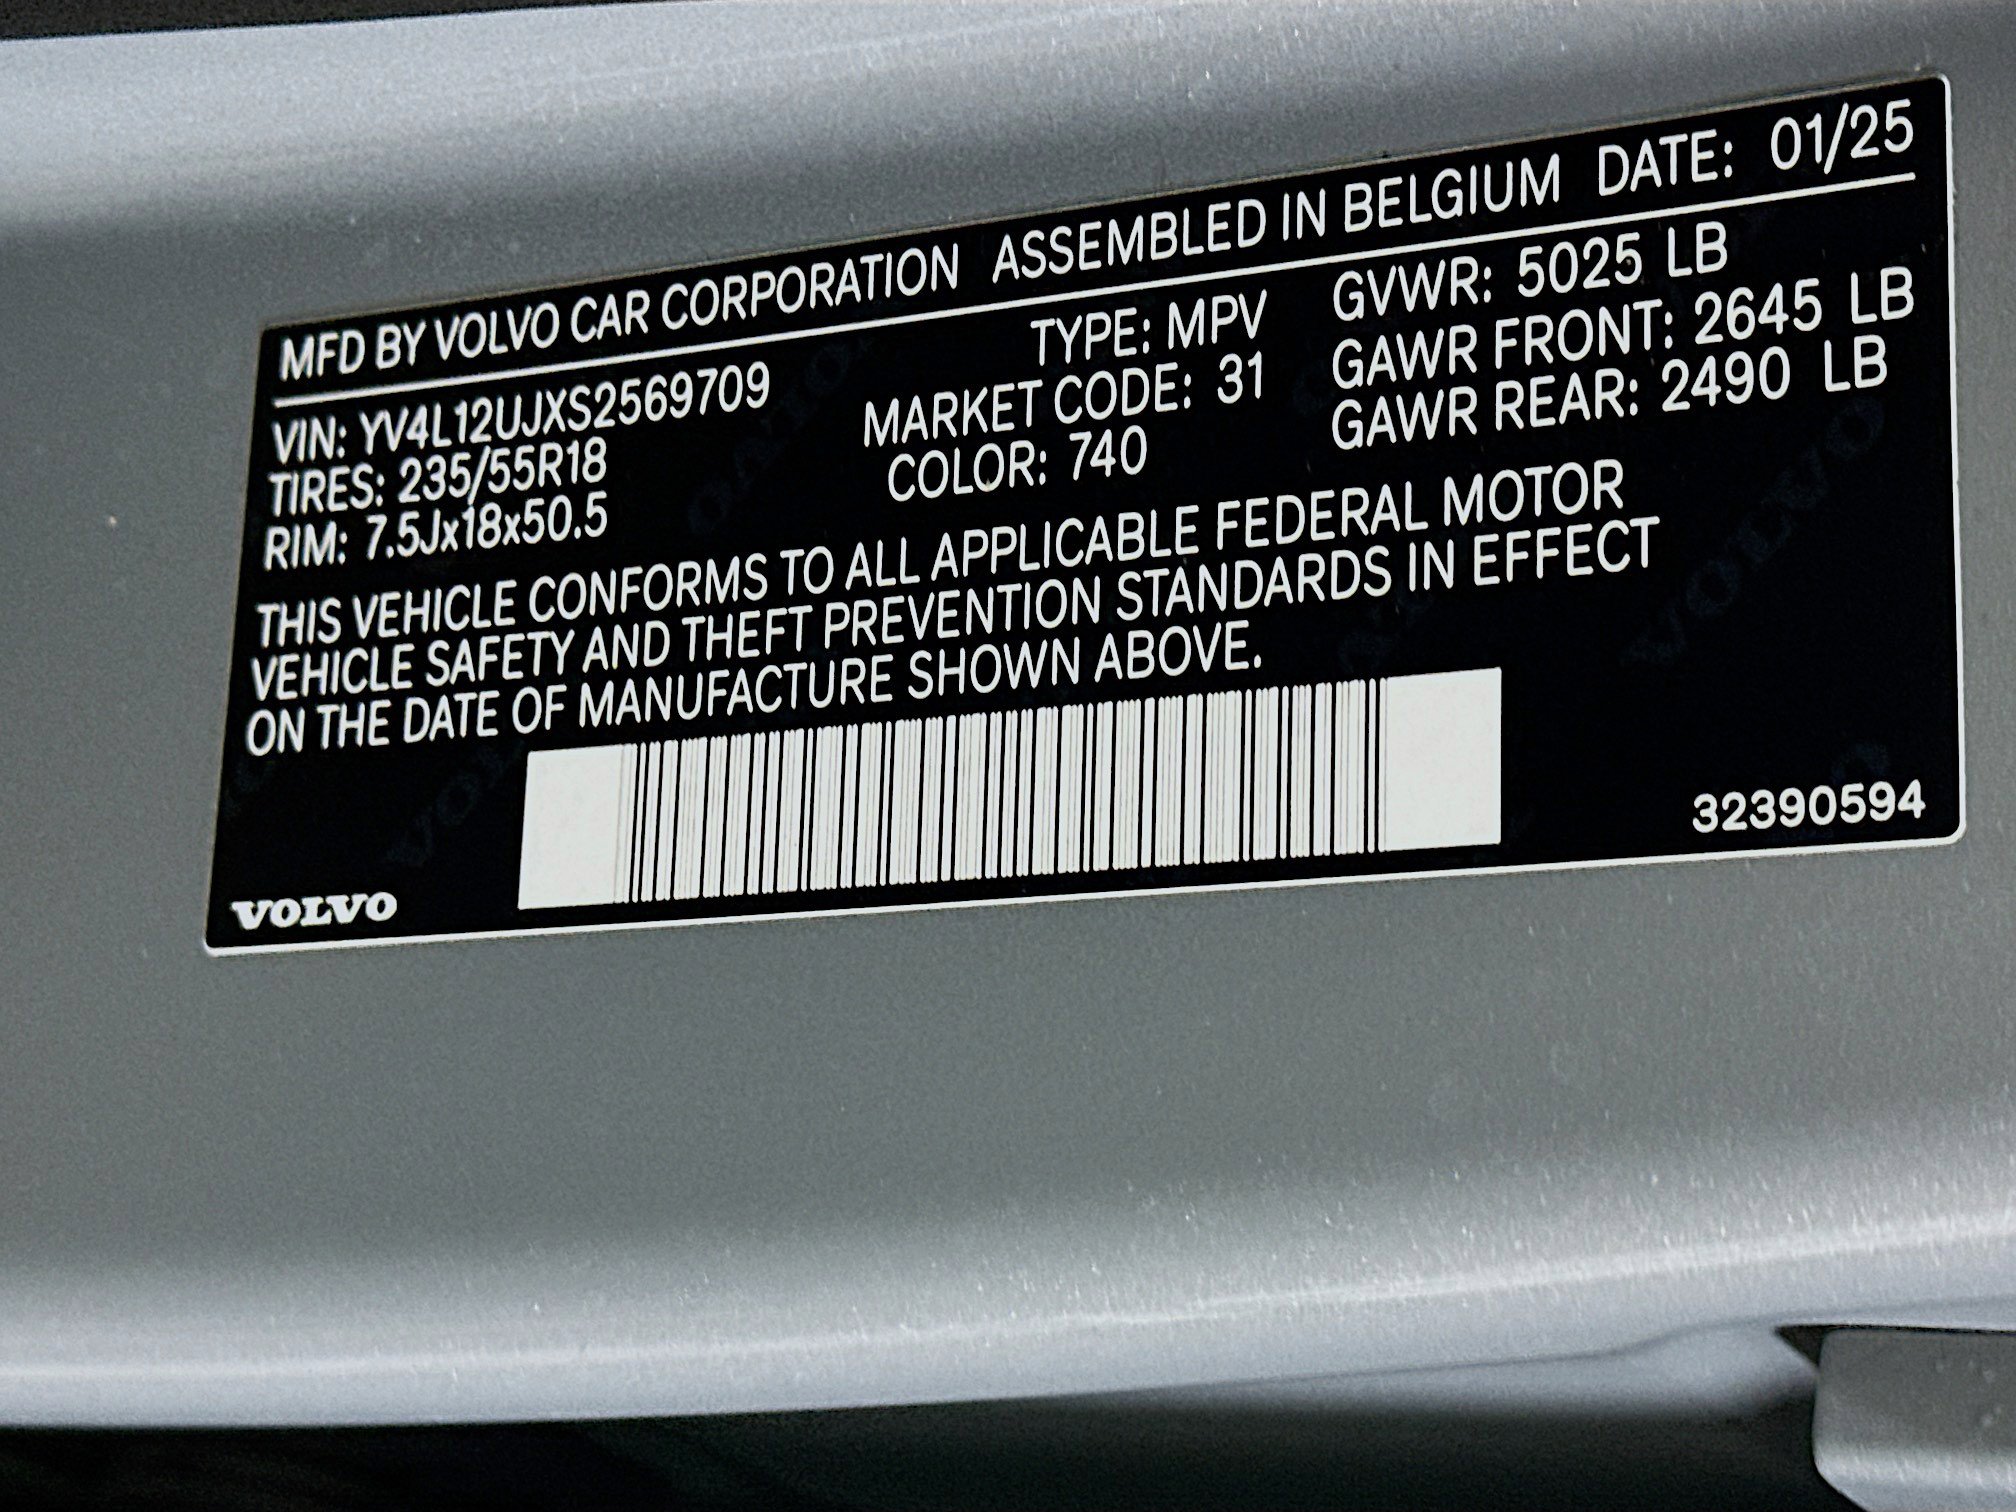 MFD BY VOLVO CAR CORPORATION ASSEMBLED IN BELGIUM DATE: 01/25
VIN: YV4L12UJXS2569709
TIRES: 235/55R18
RIM: 7.5Jx18x50.5
TYPE: MPV
MARKET CODE: 31
COLOR: 740
GVWR: 5025 LB
GAWR FRONT: 2645 LB
GAWR REAR: 2490 LB
THIS VEHICLE CONFORMS TO ALL APPLICABLE FEDERAL MOTOR
VEHICLE SAFETY AND THEFT PREVENTION STANDARDS IN EFFECT
ON THE DATE OF MANUFACTURE SHOWN ABOVE.
VOLVO
32390594